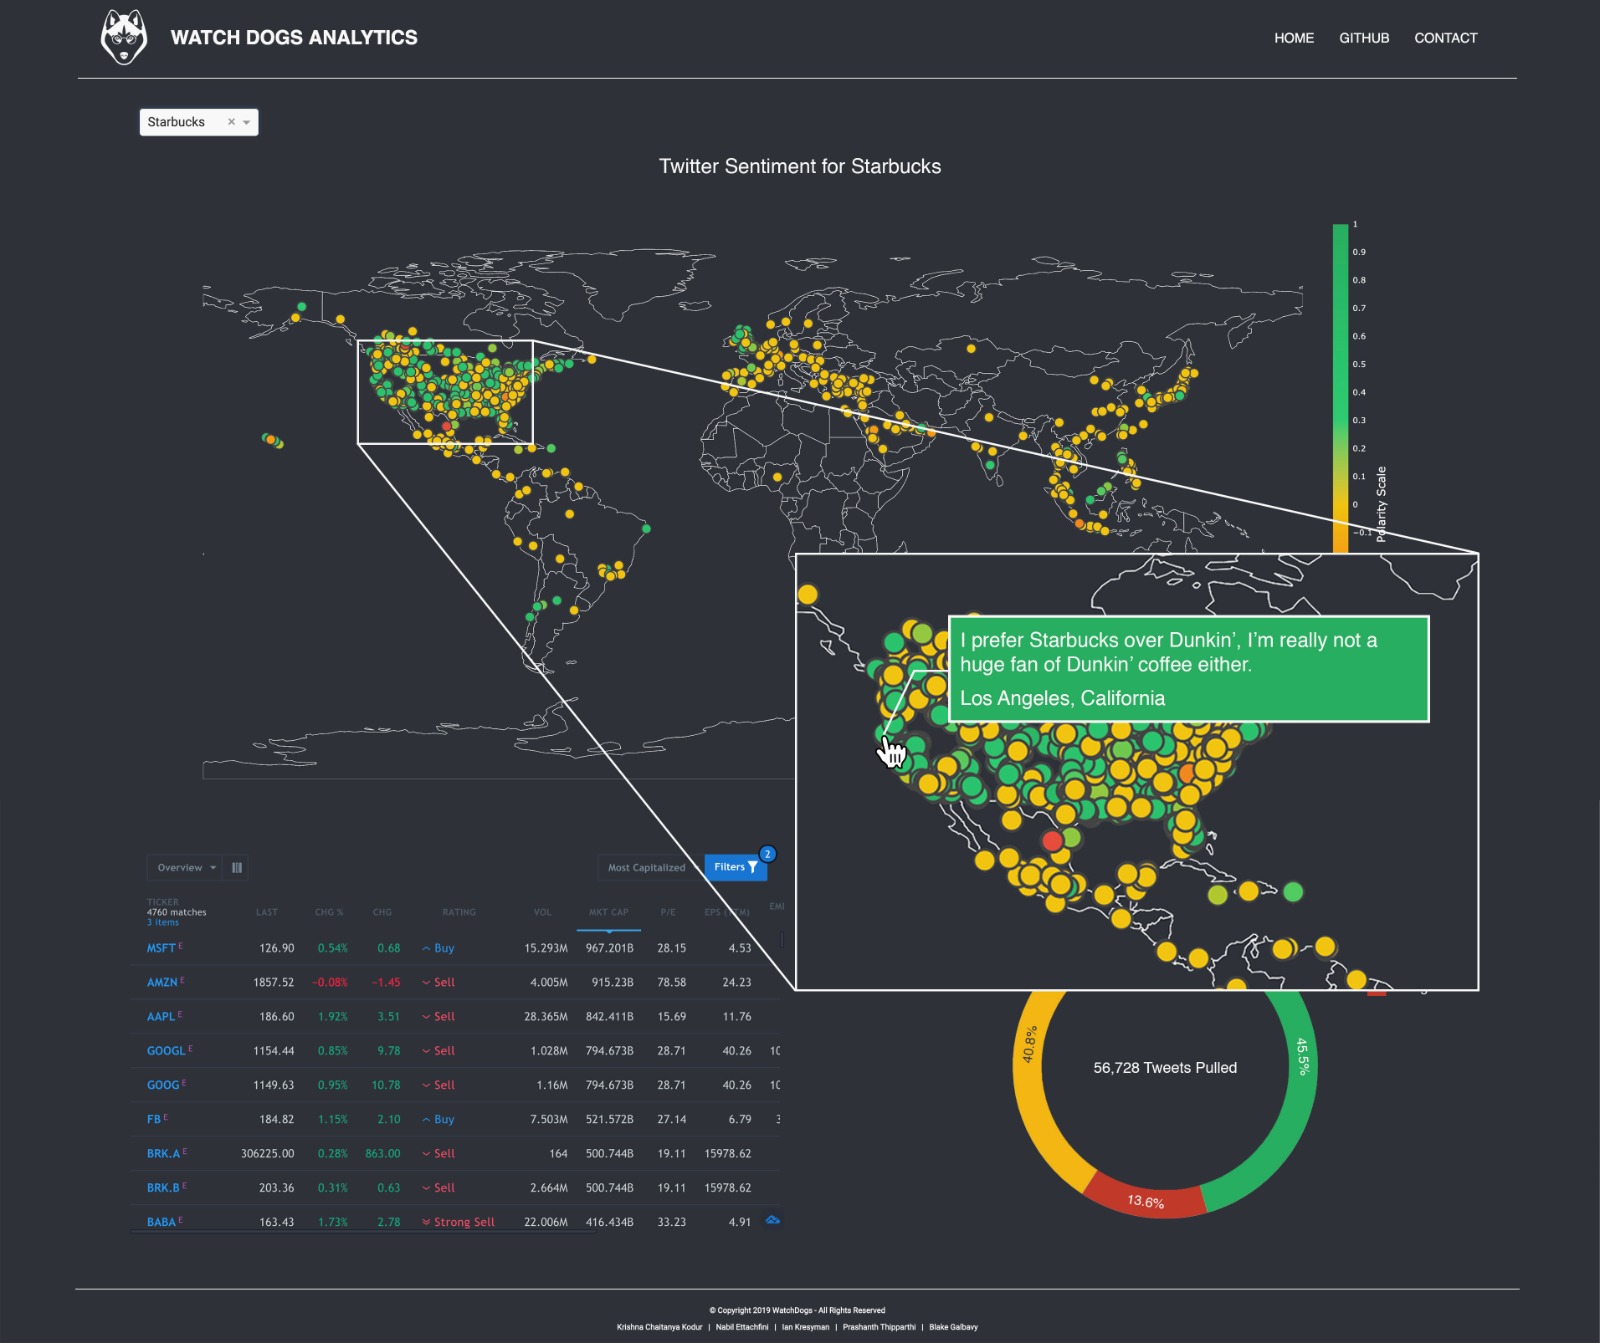 WATCH DOGS ANALYTICS
HOME GITHUB CONTACT
Starbucks × 
Twitter Sentiment for Starbucks
1
0.9
0.8
0.7
0.6
0.5
0.4
0.3
0.2
0.1
0
−0.1
Polarity Scale
I prefer Starbucks over Dunkin’, I’m really not a
huge fan of Dunkin’ coffee either.
Los Angeles, California
Overview
Most Capitalized
Filters
2
TICKER
4760 matches
3 items
LAST CHG % CHG RATING VOL MKT CAP P/E
MSFT E 126.90 0.54% 0.68 Buy 15.293M 967.201B 28.15 4.53
AMZN E 1857.52 −0.08% −1.45 Sell 4.005M 915.23B 78.58 24.23
AAPL E 186.60 1.92% 3.51 Sell 28.365M 842.411B 15.69 11.76
GOOGL E 1154.44 0.85% 9.78 Sell 1.028M 794.673B 28.71 40.26 10
GOOG E 1149.63 0.95% 10.78 Sell 1.16M 794.673B 28.71 40.26 10
FB E 184.82 1.15% 2.10 Buy 7.503M 521.572B 27.14 6.79 3
BRK.A E 306225.00 0.28% 863.00 Sell 164 500.744B 19.11 15978.62
BRK.B E 203.36 0.31% 0.63 Sell 2.664M 500.744B 19.11 15978.62
BABA E 163.43 1.73% 2.78 Strong Sell 22.006M 416.434B 33.23 4.91
40.8%
56,728 Tweets Pulled
45.5%
13.6%
© Copyright 2019 WatchDogs - All Rights Reserved
Krishna Chaitanya Kodur | Nabil Ettachfini | Ian Kresyman | Prashanth Thipparthi | Blake Galbavy